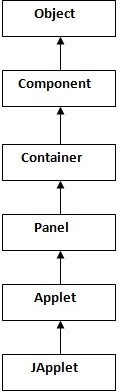 Object
Component
Container
Panel
Applet
JApplet